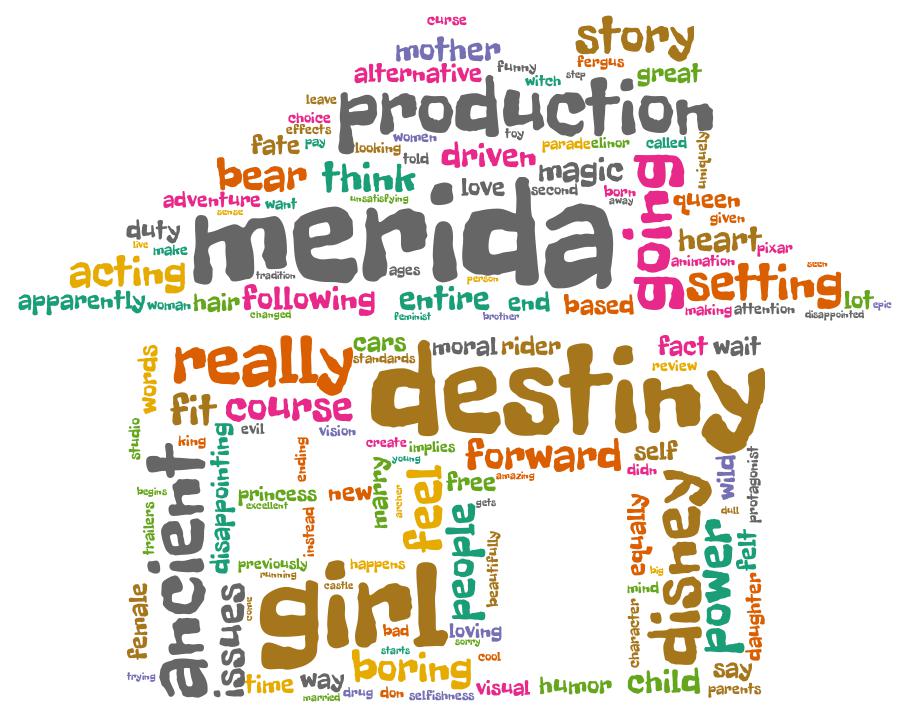 curse
story
mother
fergus
alternative
funny
witch
step
great
leave
production
choice
effects
women
toy
fate
pay
looking
told
driven
parade
elinor
called
uniquely
bear
think
magic
going
love
second
born
away
adventure
want
unsatisfying
queen
sense
merida
given
duty
live
make
heart
pixar
acting
tradition
ages
person
animation
seen
setting
apparently
woman
hair
following
entire
end
based
lot
epic
changed
feminist
brother
making
attention
disappointed
words
really
cars
standards
moral
rider
destiny
fact
wait
review
fit
course
evil
vision
studio
king
disappointing
ending
create
implies
young
forward
self
didn
amazing
wild
protagonist
ancient
begins
trailers
princess
excellent
new
instead
marry
archer
feel
free
gets
people
beautifully
equally
big
disney
power
dull
felt
previously
running
happens
castle
girl
female
issues
come
bad
loving
sorry
starts
cool
mind
character
daughter
trying
time
way
boring
married
drug
don
selfishness
visual
humor
child
say
parents